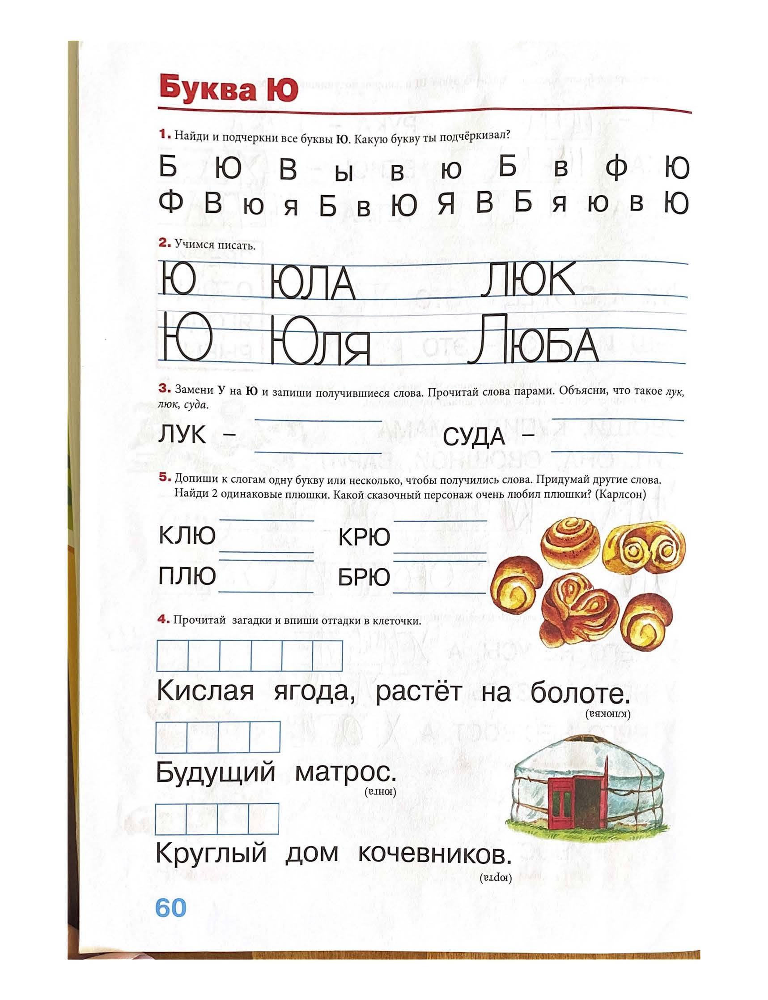 Буква Ю
1. Найди и подчеркни все буквы Ю. Какую букву ты подчёркивал?
Б Ю В ы в ю Б в ф Ю
Ф В ю я Б в Ю Я В Б я ю в Ю
2. Учимся писать.
Ю ЮЛА ЛЮК
Ю ЮЛЯ ЛЮБА
3. Замени У на Ю и запиши получившиеся слова. Прочитай слова парами. Объясни, что такое лук,
люк, суда.
ЛУК – СУДА –
5. Допиши к слогам одну букву или несколько, чтобы получились слова. Придумай другие слова.
Найди 2 одинаковые плюшки. Какой сказочный персонаж очень любил плюшки? (Карлсон)
КЛЮ КРЮ
ПЛЮ БРЮ
4. Прочитай загадки и впиши отгадки в клеточки.
Кислая ягода, растёт на болоте.
(клюква)
Будущий матрос.
(юнга)
Круглый дом кочевников.
(юрта)
60